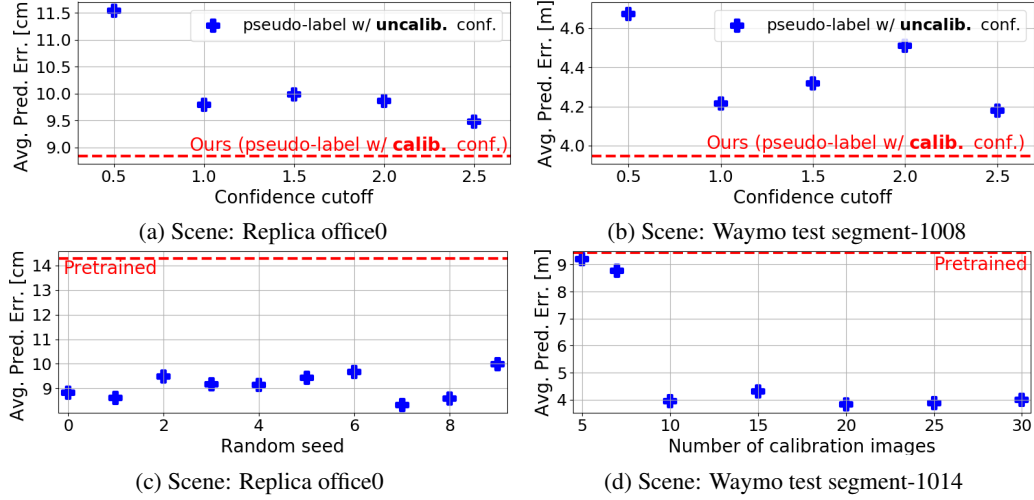 11.5
10.5
10.0
9.5
9.0
Avg. Pred. Err. [cm]
pseudo-label w/ uncalib. conf.
Ours (pseudo-label w/ calib. conf.)
0.5 1.0 1.5 2.0 2.5
Confidence cutoff
(a) Scene: Replica office0
4.6
4.4
4.2
4.0
Avg. Pred. Err. [m]
pseudo-label w/ uncalib. conf.
Ours (pseudo-label w/ calib. conf.)
0.5 1.0 1.5 2.0 2.5
Confidence cutoff
(b) Scene: Waymo test segment-1008
14
13
12
10
9
Avg. Pred. Err. [cm
Pretrained
0 2 4 6 8
Random seed
(c) Scene: Replica office0
9
8
7
6
5
4
Avg. Pred. Err. [m]
Pretrained
5 10 15 20 25 30
Number of calibration images
(d) Scene: Waymo test segment-1014